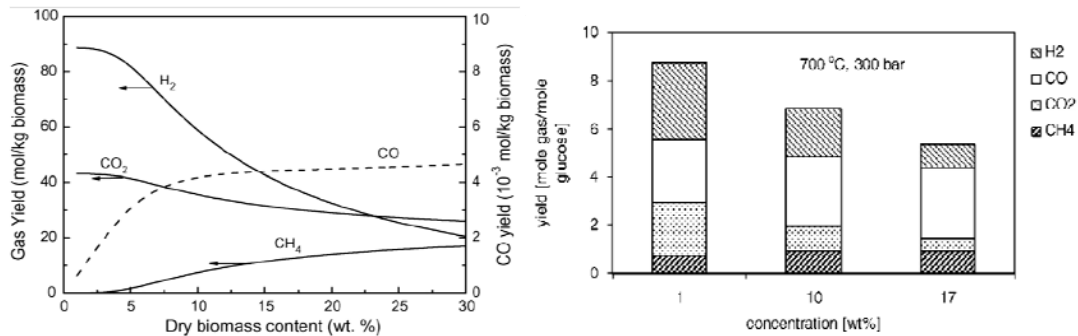 Gas Yield (mol/kg biomass)
100
80
60
40
20
0
H2
CO2
CO
CH4
0 5 10 15 20 25 30
Dry biomass content (wt. %)
10
8
6
4
2
0
CO yield (10⁻³ mol/kg biomass)
yield [mole gas/mole
glucose]
10
8
6
4
2
0
700 ⁰C, 300 bar
H2
CO
CO2
CH4
1 10 17
concentration [wt%]